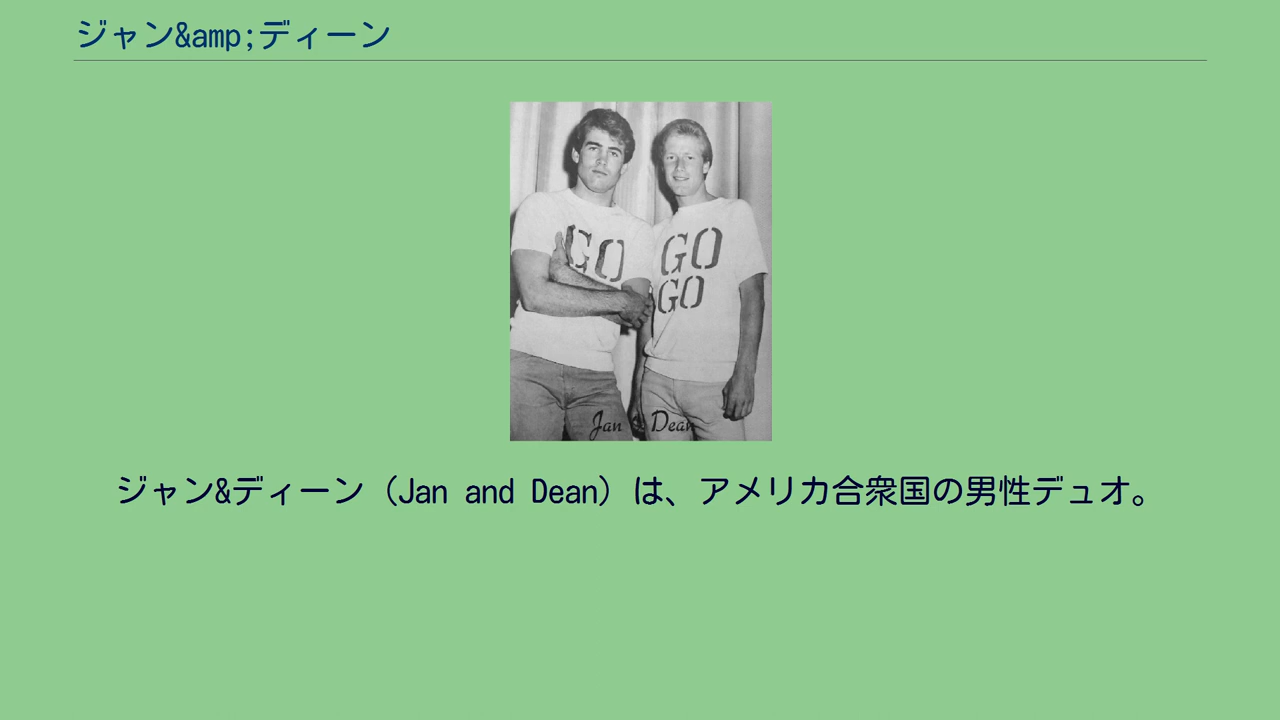 ジャン&amp;ディーン
GO
GO
GO
Jan & Dean
ジャン&ディーン（Jan and Dean）は、アメリカ合衆国の男性デュオ。